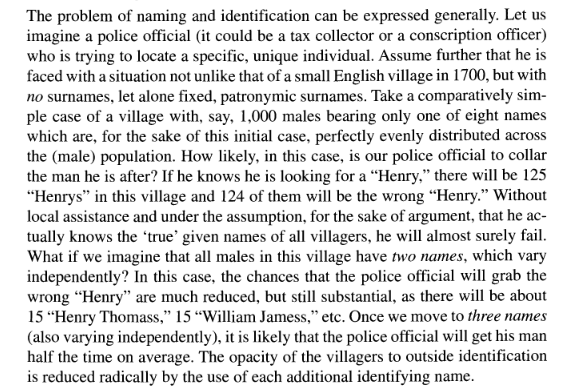 The problem of naming and identification can be expressed generally. Let us
imagine a police official (it could be a tax collector or a conscription officer)
who is trying to locate a specific, unique individual. Assume further that he is
faced with a situation not unlike that of a small English village in 1700, but with
no surnames, let alone fixed, patronymic surnames. Take a comparatively sim-
ple case of a village with, say, 1,000 males bearing only one of eight names
which are, for the sake of this initial case, perfectly evenly distributed across
the (male) population. How likely, in this case, is our police official to collar
the man he is after? If he knows he is looking for a “Henry,” there will be 125
“Henrys” in this village and 124 of them will be the wrong “Henry.” Without
local assistance and under the assumption, for the sake of argument, that he ac-
tually knows the ‘true’ given names of all villagers, he will almost surely fail.
What if we imagine that all males in this village have two names, which vary
independently? In this case, the chances that the police official will grab the
wrong “Henry” are much reduced, but still substantial, as there will be about
15 “Henry Thomass,” 15 “William Jamess,” etc. Once we move to three names
(also varying independently), it is likely that the police official will get his man
half the time on average. The opacity of the villagers to outside identification
is reduced radically by the use of each additional identifying name.